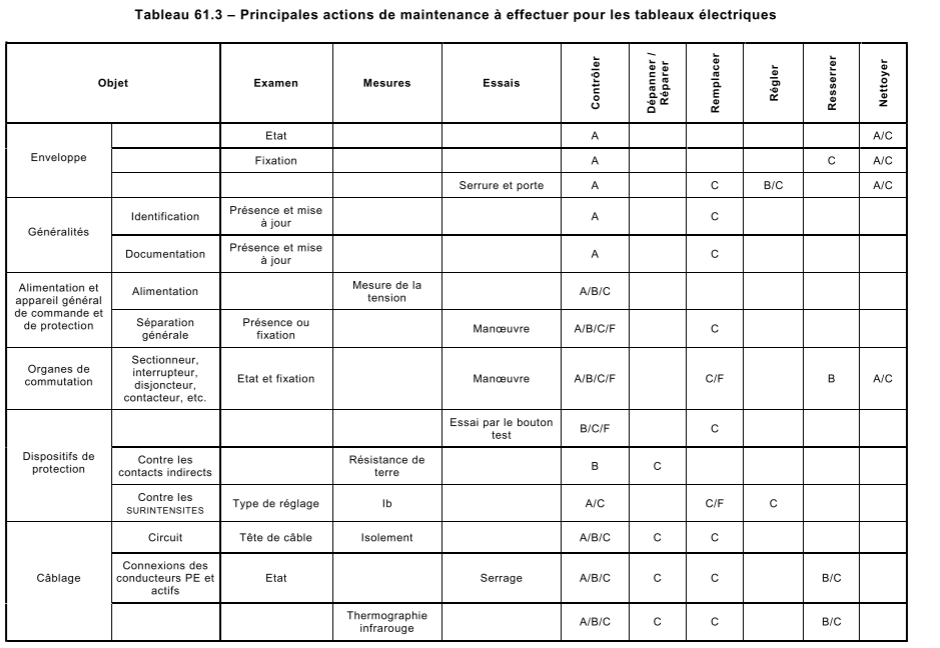 Tableau 61.3 – Principales actions de maintenance à effectuer pour les tableaux électriques
Objet Examen Mesures Essais Contrôler Dépanner / Réparer Remplacer Régler Resserrer Nettoyer
Enveloppe
Etat A A/C
Fixation A C A/C
Serrure et porte A C B/C A/C
Généralités
Identification Présence et mise à jour A C
Documentation Présence et mise à jour A C
Alimentation et appareil général de commande et de protection
Alimentation Mesure de la tension A/B/C
Séparation générale Présence ou fixation Manœuvre A/B/C/F C
Organes de commutation
Sectionneur, interrupteur, disjoncteur, contacteur, etc. Etat et fixation Manœuvre A/B/C/F C/F B A/C
Dispositifs de protection
Essai par le bouton test B/C/F C
Contre les contacts indirects Résistance de terre B C
Contre les SURINTENSITES Type de réglage Ib A/C C/F C
Câblage
Circuit Tête de câble Isolement A/B/C C C
Connexions des conducteurs PE et actifs Etat Serrage A/B/C C C B/C
Thermographie infrarouge A/B/C C C B/C